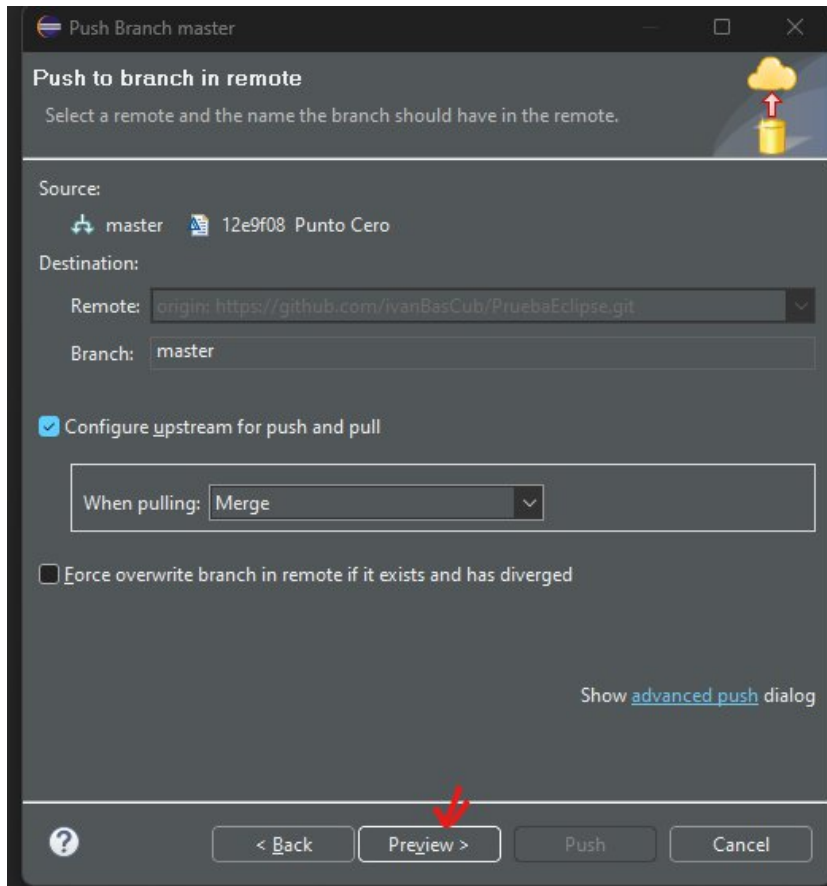 Push Branch master
Push to branch in remote
Select a remote and the name the branch should have in the remote.
Source:
master 12e9f08 Punto Cero
Destination:
Remote: origin: https://github.com/ivanBasCub/PruebaEclipse.git
Branch: master
Configure upstream for push and pull
When pulling: Merge
Force overwrite branch in remote if it exists and has diverged
Show advanced push dialog
? < Back Preview > Push Cancel